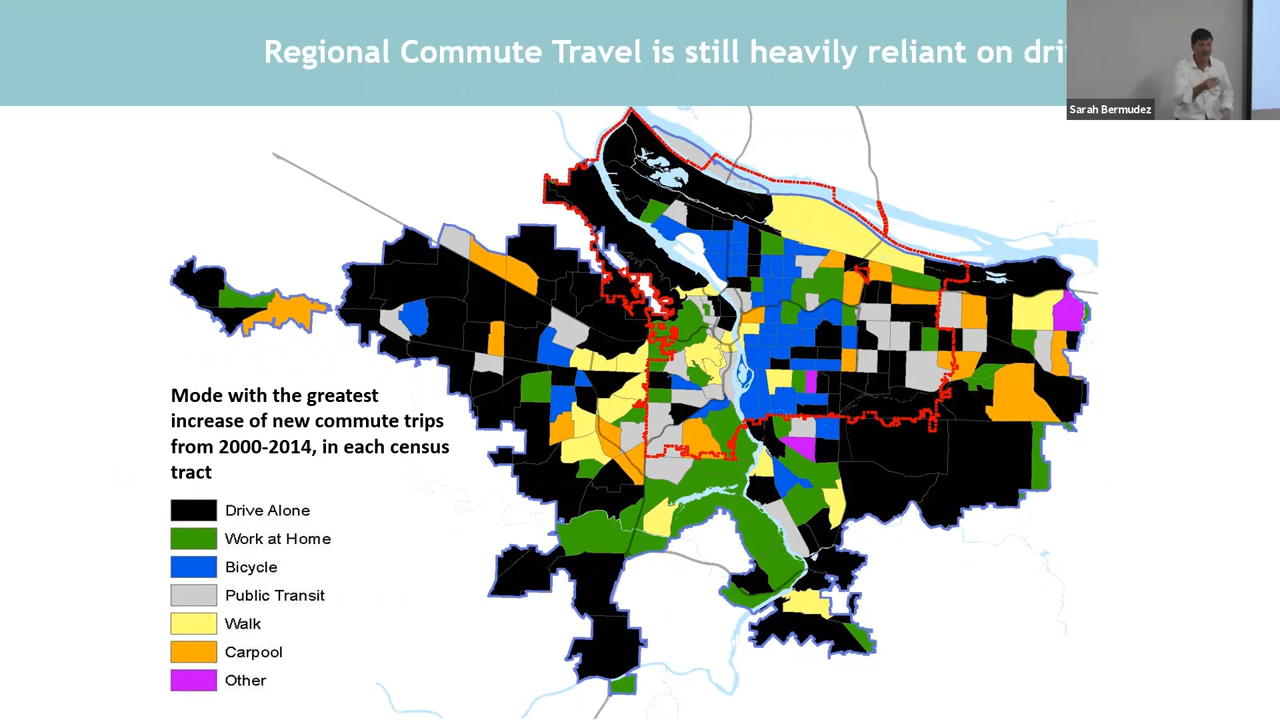 Regional Commute Travel is still heavily reliant on
Sarah Bermudez
Mode with the greatest
increase of new commute trips
from 2000-2014, in each census
tract
Drive Alone
Work at Home
Bicycle
Public Transit
Walk
Carpool
Other